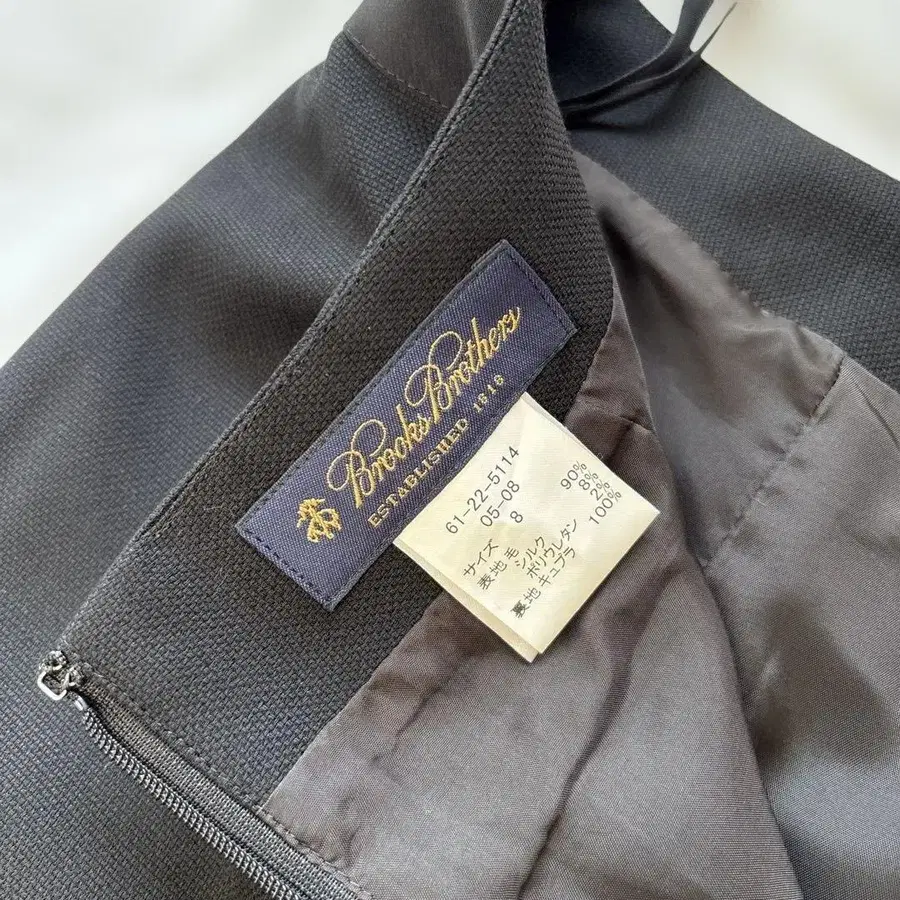 Brooks Brothers
ESTABLISHED 1818
61-22-5114
05-08
サイズ 8
表地 毛 90%
シルク 8%
ポリウレタン 2%
裏地 キュプラ 100%